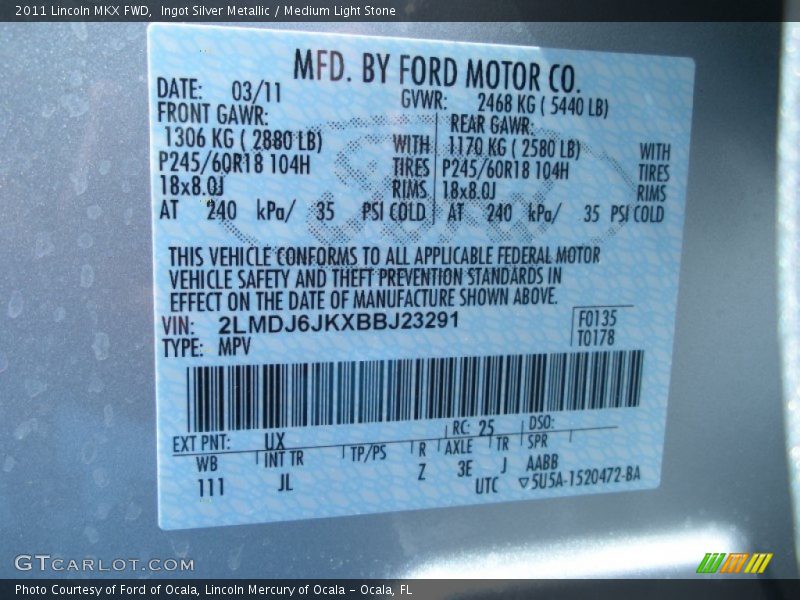 2011 Lincoln MKX FWD,  Ingot Silver Metallic / Medium Light Stone
MFD. BY FORD MOTOR CO.
DATE: 03/11 GVWR: 2468 KG ( 5440 LB)
FRONT GAWR: REAR GAWR:
1306 KG ( 2880 LB) WITH 1170 KG ( 2580 LB) WITH
P245/60R18 104H TIRES P245/60R18 104H TIRES
18x8.0J RIMS 18x8.0J RIMS
AT 240 kPa/ 35 PSI COLD AT 240 kPa/ 35 PSI COLD
THIS VEHICLE CONFORMS TO ALL APPLICABLE FEDERAL MOTOR
VEHICLE SAFETY AND THEFT PREVENTION STANDARDS IN
EFFECT ON THE DATE OF MANUFACTURE SHOWN ABOVE.
VIN: 2LMDJ6JKXBBJ23291 F0135
TYPE: MPV T0178
EXT PNT: UX RC: 25 DSO:
WB INT TR TP/PS R AXLE TR SPR
111 JL Z 3E J AABB
UTC ▽5U5A-1520472-BA
GTCARLOT.COM
Photo Courtesy of Ford of Ocala, Lincoln Mercury of Ocala - Ocala, FL